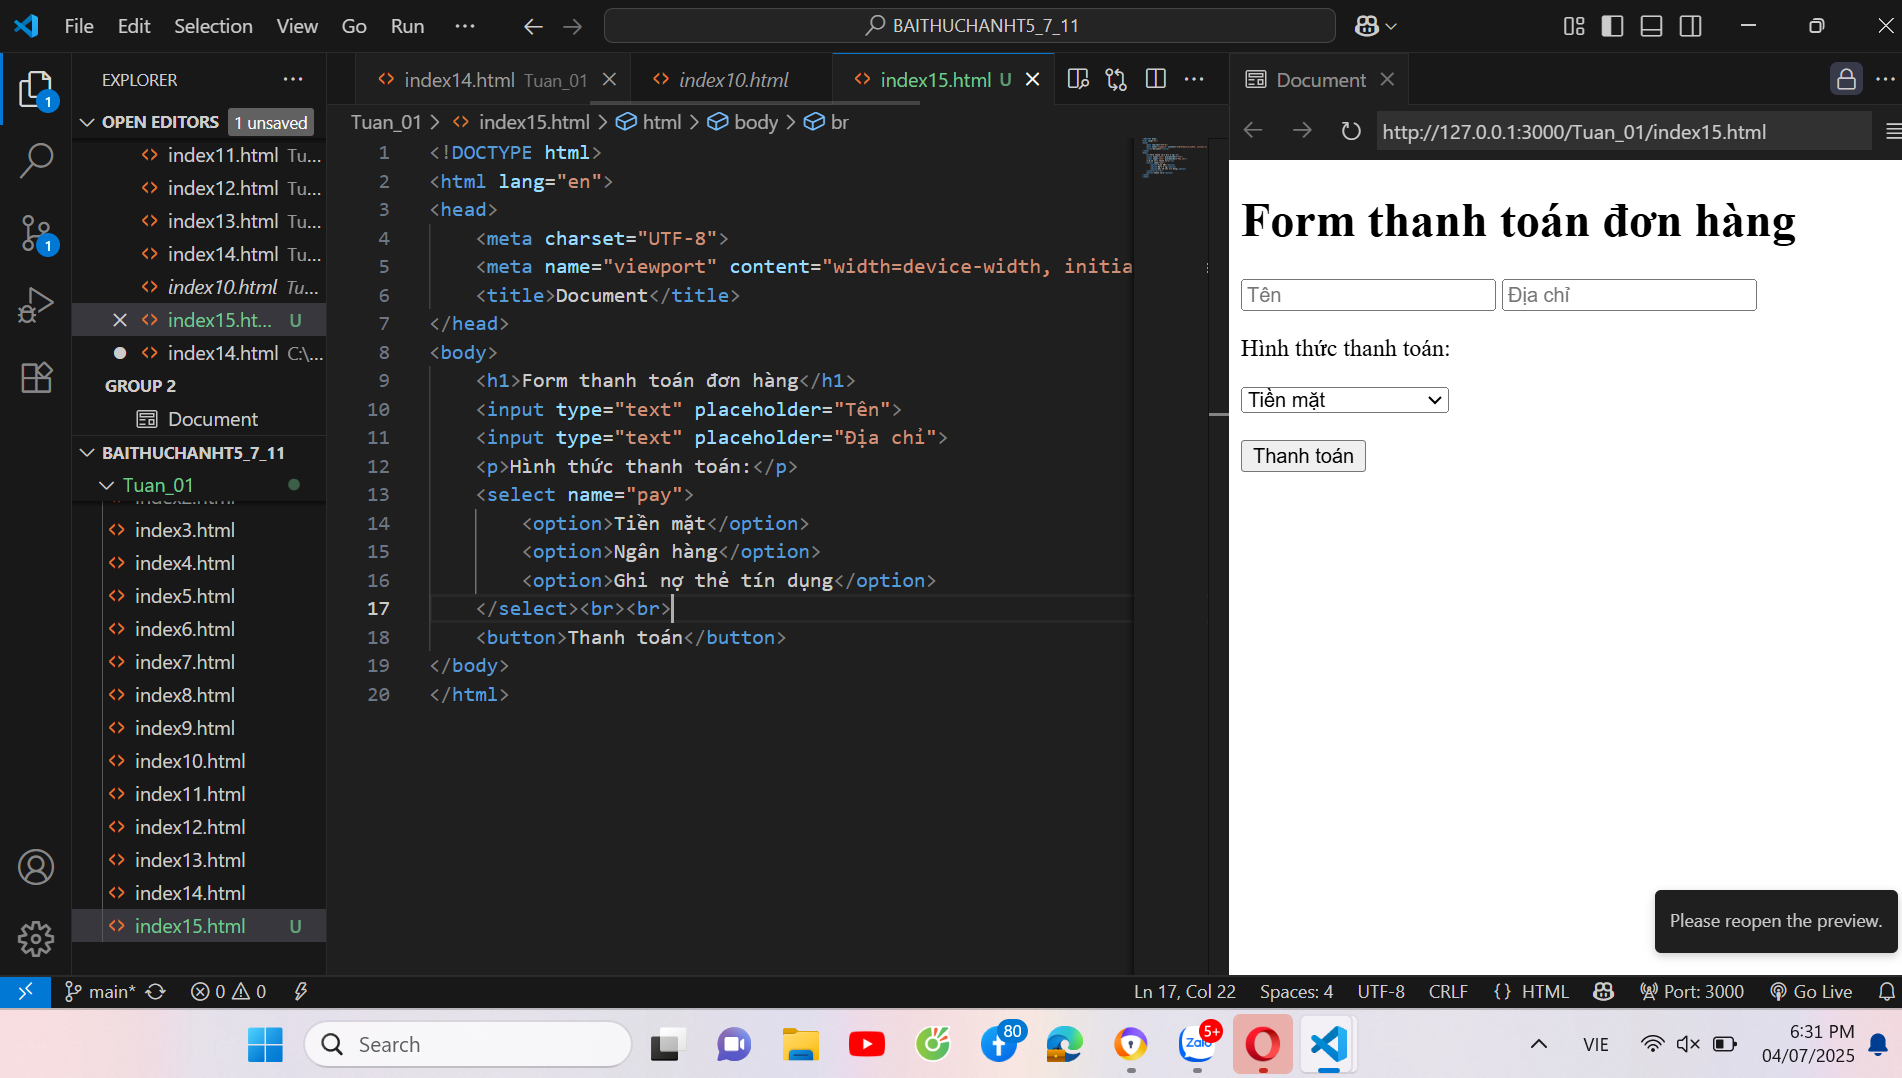 File Edit Selection View Go Run ··· BAITHUCHANHT5_7_11
EXPLORER
OPEN EDITORS 1 unsaved
index11.html Tu...
index12.html Tu...
index13.html Tu...
index14.html Tu...
index10.html Tu...
index15.ht... U
index14.html C:\...
GROUP 2
Document
BAITHUCHANHT5_7_11
Tuan_01
index3.html
index4.html
index5.html
index6.html
index7.html
index8.html
index9.html
index10.html
index11.html
index12.html
index13.html
index14.html
index15.html U
1
1
index14.html Tuan_01 index10.html index15.html U
Tuan_01 > index15.html > html > body > br
1 <!DOCTYPE html>
2 <html lang="en">
3 <head>
4 <meta charset="UTF-8">
5 <meta name="viewport" content="width=device-width, initia
6 <title>Document</title>
7 </head>
8 <body>
9 <h1>Form thanh toán đơn hàng</h1>
10 <input type="text" placeholder="Tên">
11 <input type="text" placeholder="Địa chỉ">
12 <p>Hình thức thanh toán:</p>
13 <select name="pay">
14 <option>Tiền mặt</option>
15 <option>Ngân hàng</option>
16 <option>Ghi nợ thẻ tín dụng</option>
17 </select><br><br>
18 <button>Thanh toán</button>
19 </body>
20 </html>
Document
http://127.0.0.1:3000/Tuan_01/index15.html
Form thanh toán đơn hàng
Tên Địa chỉ
Hình thức thanh toán:
Tiền mặt
Thanh toán
Please reopen the preview.
main* 0 0 Ln 17, Col 22 Spaces: 4 UTF-8 CRLF {} HTML Port: 3000 Go Live
Search 80 Zalo 5+ VIE 6:31 PM
04/07/2025